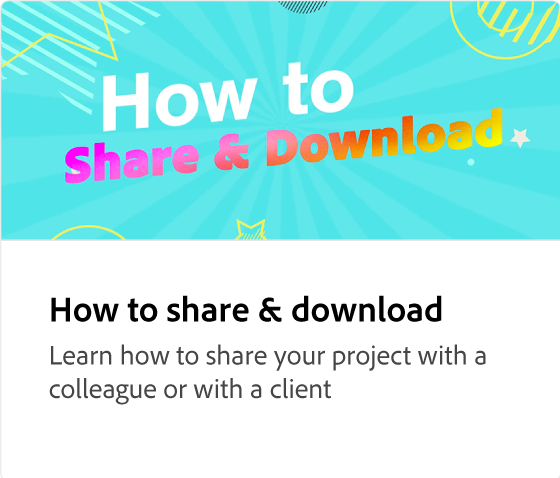 How to
Share & Download
How to share & download
Learn how to share your project with a
colleague or with a client